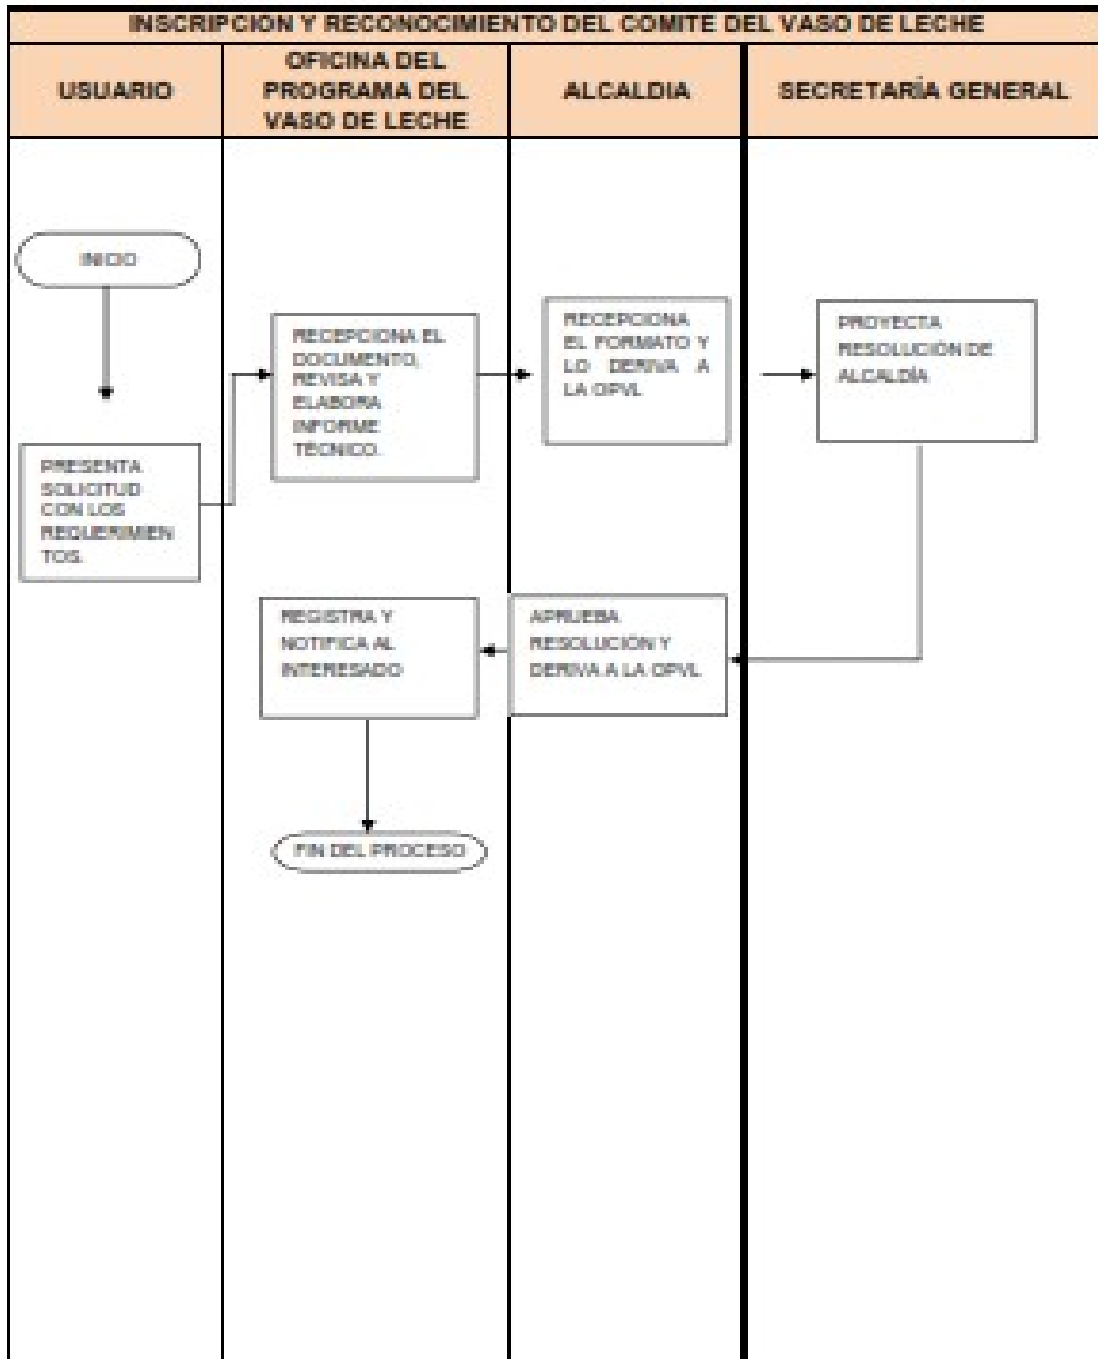 INSCRIPCION Y RECONOCIMIENTO DEL COMITE DEL VASO DE LECHE
USUARIO
OFICINA DEL
PROGRAMA DEL
VASO DE LECHE
ALCALDIA
SECRETARÍA GENERAL
INICIO
PRESENTA
SOLICITUD
CON LOS
REQUERIMIEN
TOS.
RECEPCIONA EL
DOCUMENTO,
REVISA Y
ELABORA
INFORME
TÉCNICO.
RECEPCIONA
EL FORMATO Y
LO DERIVA A
LA OPVL
PROYECTA
RESOLUCIÓN DE
ALCALDÍA
REGISTRA Y
NOTIFICA AL
INTERESADO
APRUEBA
RESOLUCIÓN Y
DERIVA A LA OPVL
FIN DEL PROCESO